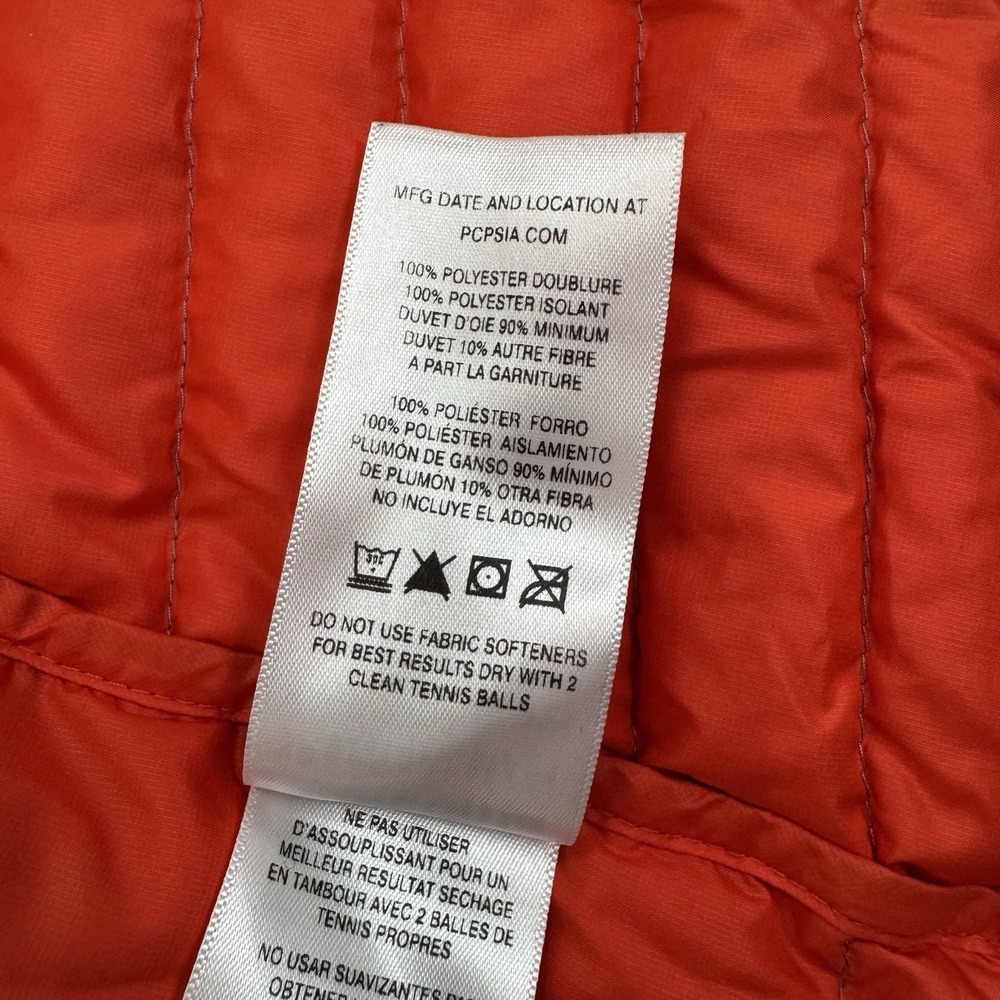 MFG DATE AND LOCATION AT
PCPSIA.COM
100% POLYESTER DOUBLURE
100% POLYESTER ISOLANT
DUVET D'OIE 90% MINIMUM
DUVET 10% AUTRE FIBRE
A PART LA GARNITURE
100% POLIÉSTER FORRO
100% POLIÉSTER AISLAMIENTO
PLUMÓN DE GANSO 90% MÍNIMO
DE PLUMÓN 10% OTRA FIBRA
NO INCLUYE EL ADORNO
30C
DO NOT USE FABRIC SOFTENERS
FOR BEST RESULTS DRY WITH 2
CLEAN TENNIS BALLS
NE PAS UTILISER
D'ASSOUPLISSANT POUR UN
MEILLEUR RESULTAT SECHAGE
EN TAMBOUR AVEC 2 BALLES DE
TENNIS PROPRES
NO USAR SUAVIZANTES
OBTENER